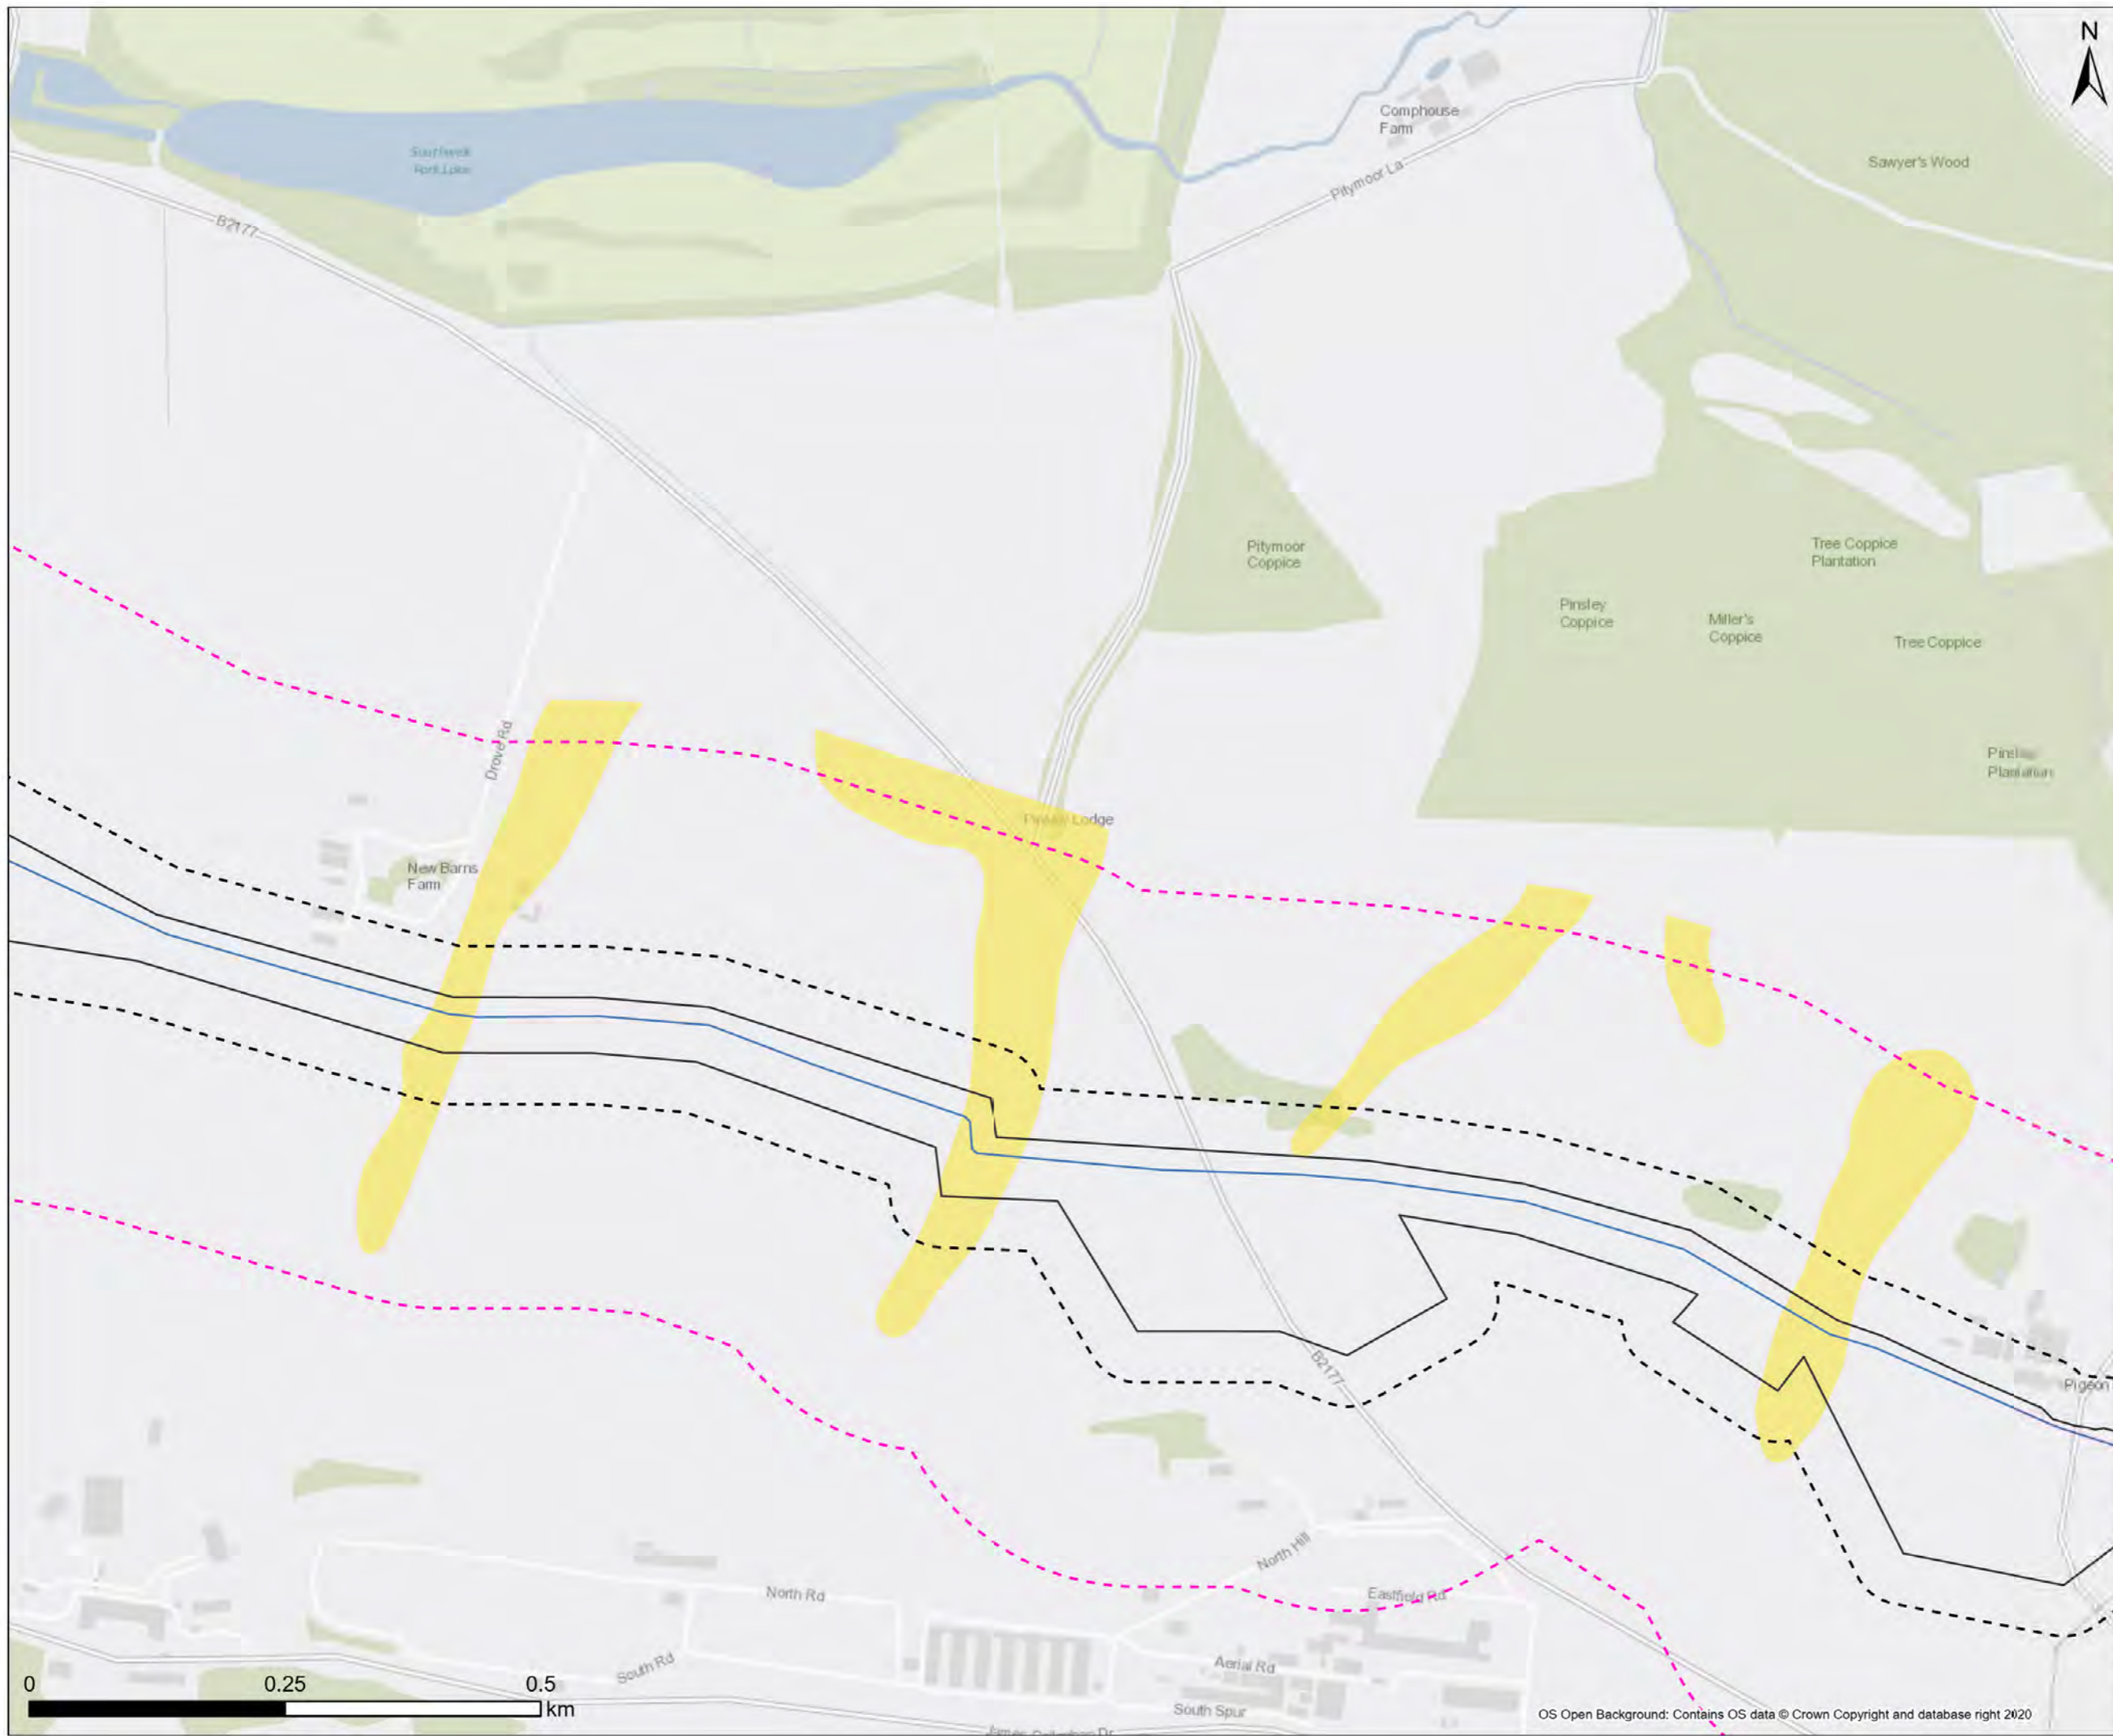 N
Comphouse
Farm
Pitymoor La
Sawyer's Wood
B2177
Pitymoor
Coppice
Tree Coppice
Plantation
Pinsley
Coppice
Miller's
Coppice
Tree Coppice
Plantation
Drove Rd
Lodge
New Barns
Farm
Pigeon
B2177
North Hill
North Rd
Eastfield Rd
South Rd
Aerial Rd
South Spur
0
0.25
0.5
km
OS Open Background: Contains OS data © Crown Copyright and database right 2020